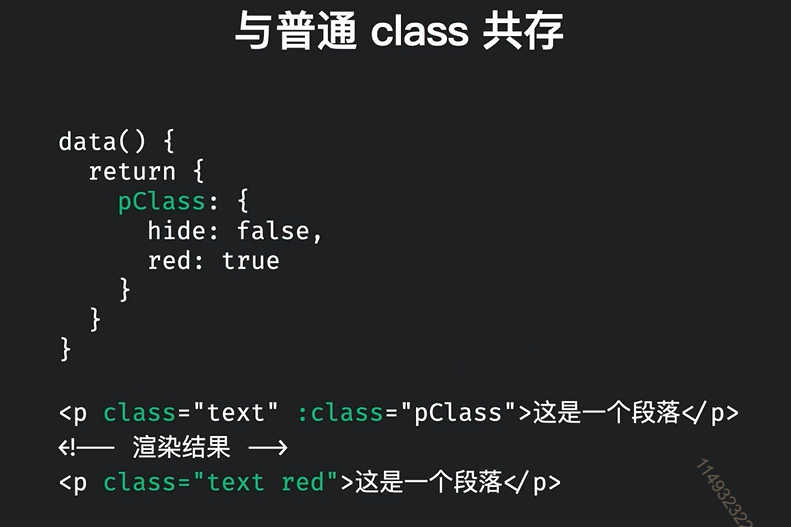 与普通 class 共存
data() {
  return {
    pClass: {
      hide: false,
      red: true
    }
  }
}
<p class="text" :class="pClass">这是一个段落</p>
<!-- 渲染结果 -->
<p class="text red">这是一个段落</p>